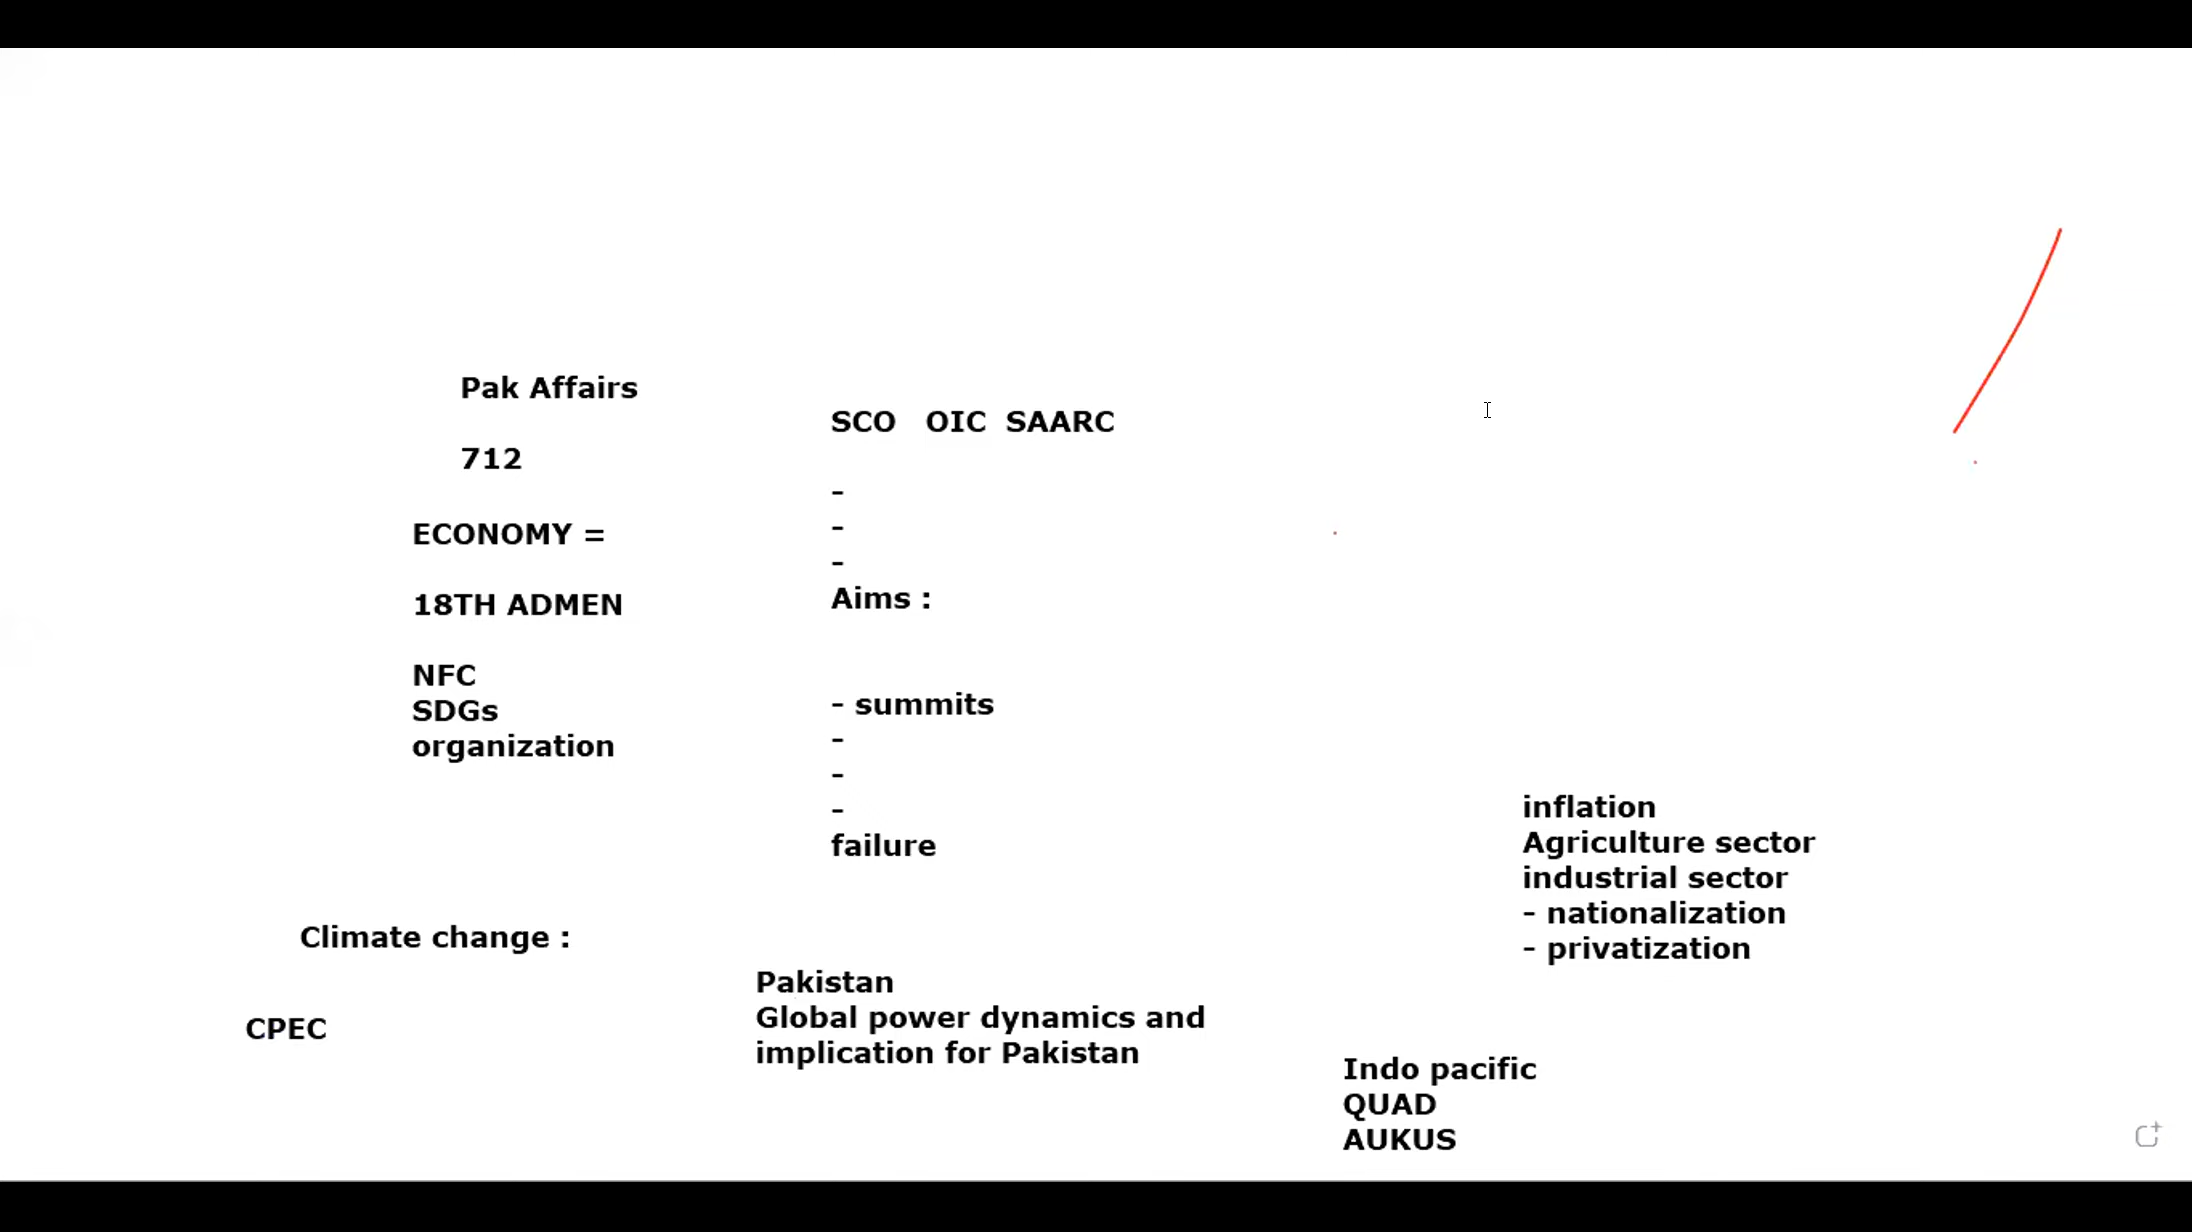 Pak Affairs
712
ECONOMY =
18TH ADMEN
NFC
SDGs
organization
SCO OIC SAARC
-
-
-
Aims :
- summits
-
-
-
failure
inflation
Agriculture sector
industrial sector
- nationalization
- privatization
Climate change :
CPEC
Pakistan
Global power dynamics and
implication for Pakistan
Indo pacific
QUAD
AUKUS